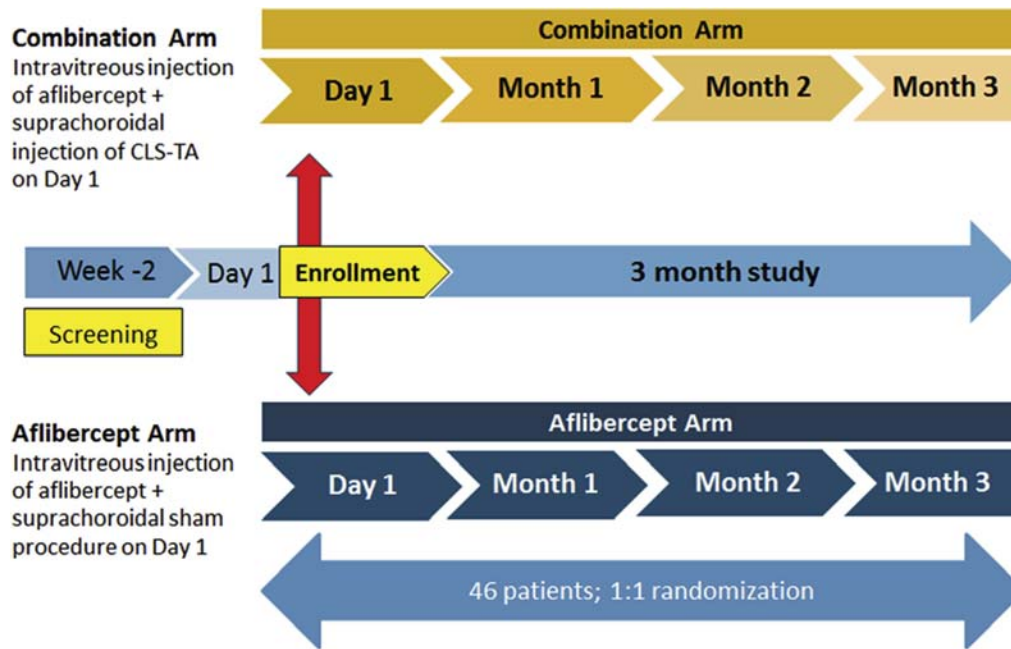 Combination Arm
Intravitreous injection
of aflibercept +
suprachoroidal
injection of CLS-TA
on Day 1
Combination Arm
Day 1
Month 1
Month 2
Month 3
Week -2
Day 1
Enrollment
3 month study
Screening
Aflibercept Arm
Intravitreous injection
of aflibercept +
suprachoroidal sham
procedure on Day 1
Aflibercept Arm
Day 1
Month 1
Month 2
Month 3
46 patients; 1:1 randomization